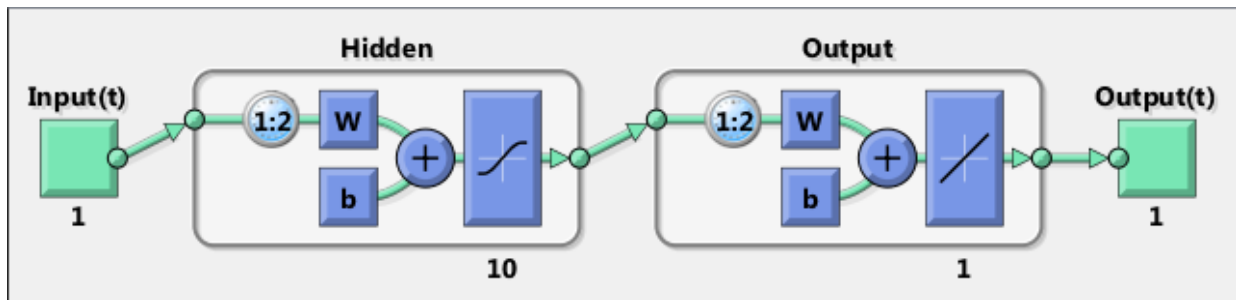 Hidden
Output
Input(t)
Output(t)
1:2
W
1:2
W
+
+
b
b
1
1
10
1